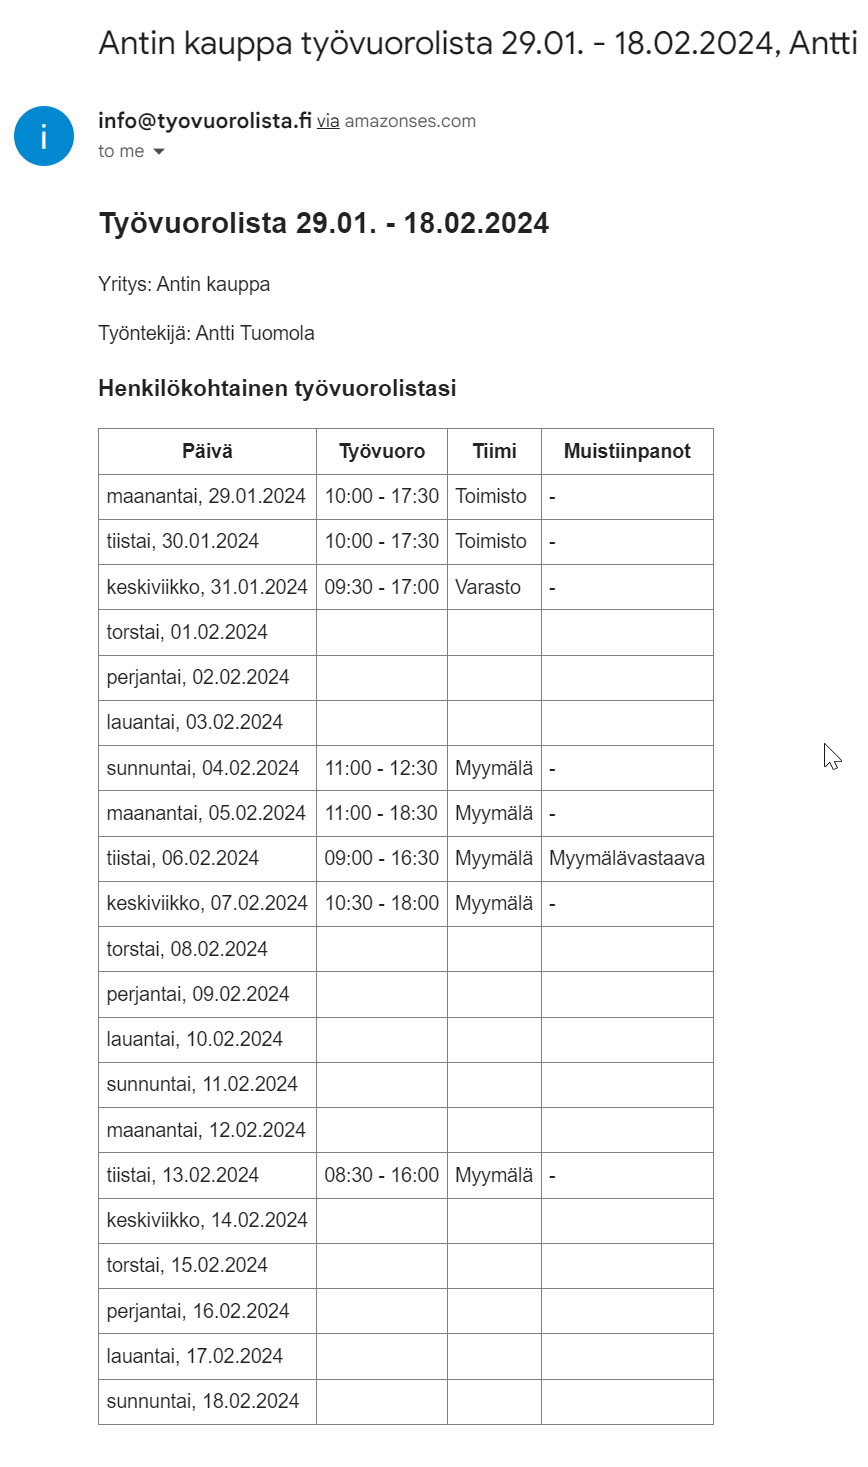 Antin kauppa työvuorolista 29.01. - 18.02.2024, Antti
i
info@tyovuorolista.fi via amazonses.com
to me
Työvuorolista 29.01. - 18.02.2024
Yritys: Antin kauppa
Työntekijä: Antti Tuomola
Henkilökohtainen työvuorolistasi
Päivä Työvuoro Tiimi Muistiinpanot
maanantai, 29.01.2024 10:00 - 17:30 Toimisto -
tiistai, 30.01.2024 10:00 - 17:30 Toimisto -
keskiviikko, 31.01.2024 09:30 - 17:00 Varasto -
torstai, 01.02.2024
perjantai, 02.02.2024
lauantai, 03.02.2024
sunnuntai, 04.02.2024 11:00 - 12:30 Myymälä -
maanantai, 05.02.2024 11:00 - 18:30 Myymälä -
tiistai, 06.02.2024 09:00 - 16:30 Myymälä Myymälävastaava
keskiviikko, 07.02.2024 10:30 - 18:00 Myymälä -
torstai, 08.02.2024
perjantai, 09.02.2024
lauantai, 10.02.2024
sunnuntai, 11.02.2024
maanantai, 12.02.2024
tiistai, 13.02.2024 08:30 - 16:00 Myymälä -
keskiviikko, 14.02.2024
torstai, 15.02.2024
perjantai, 16.02.2024
lauantai, 17.02.2024
sunnuntai, 18.02.2024